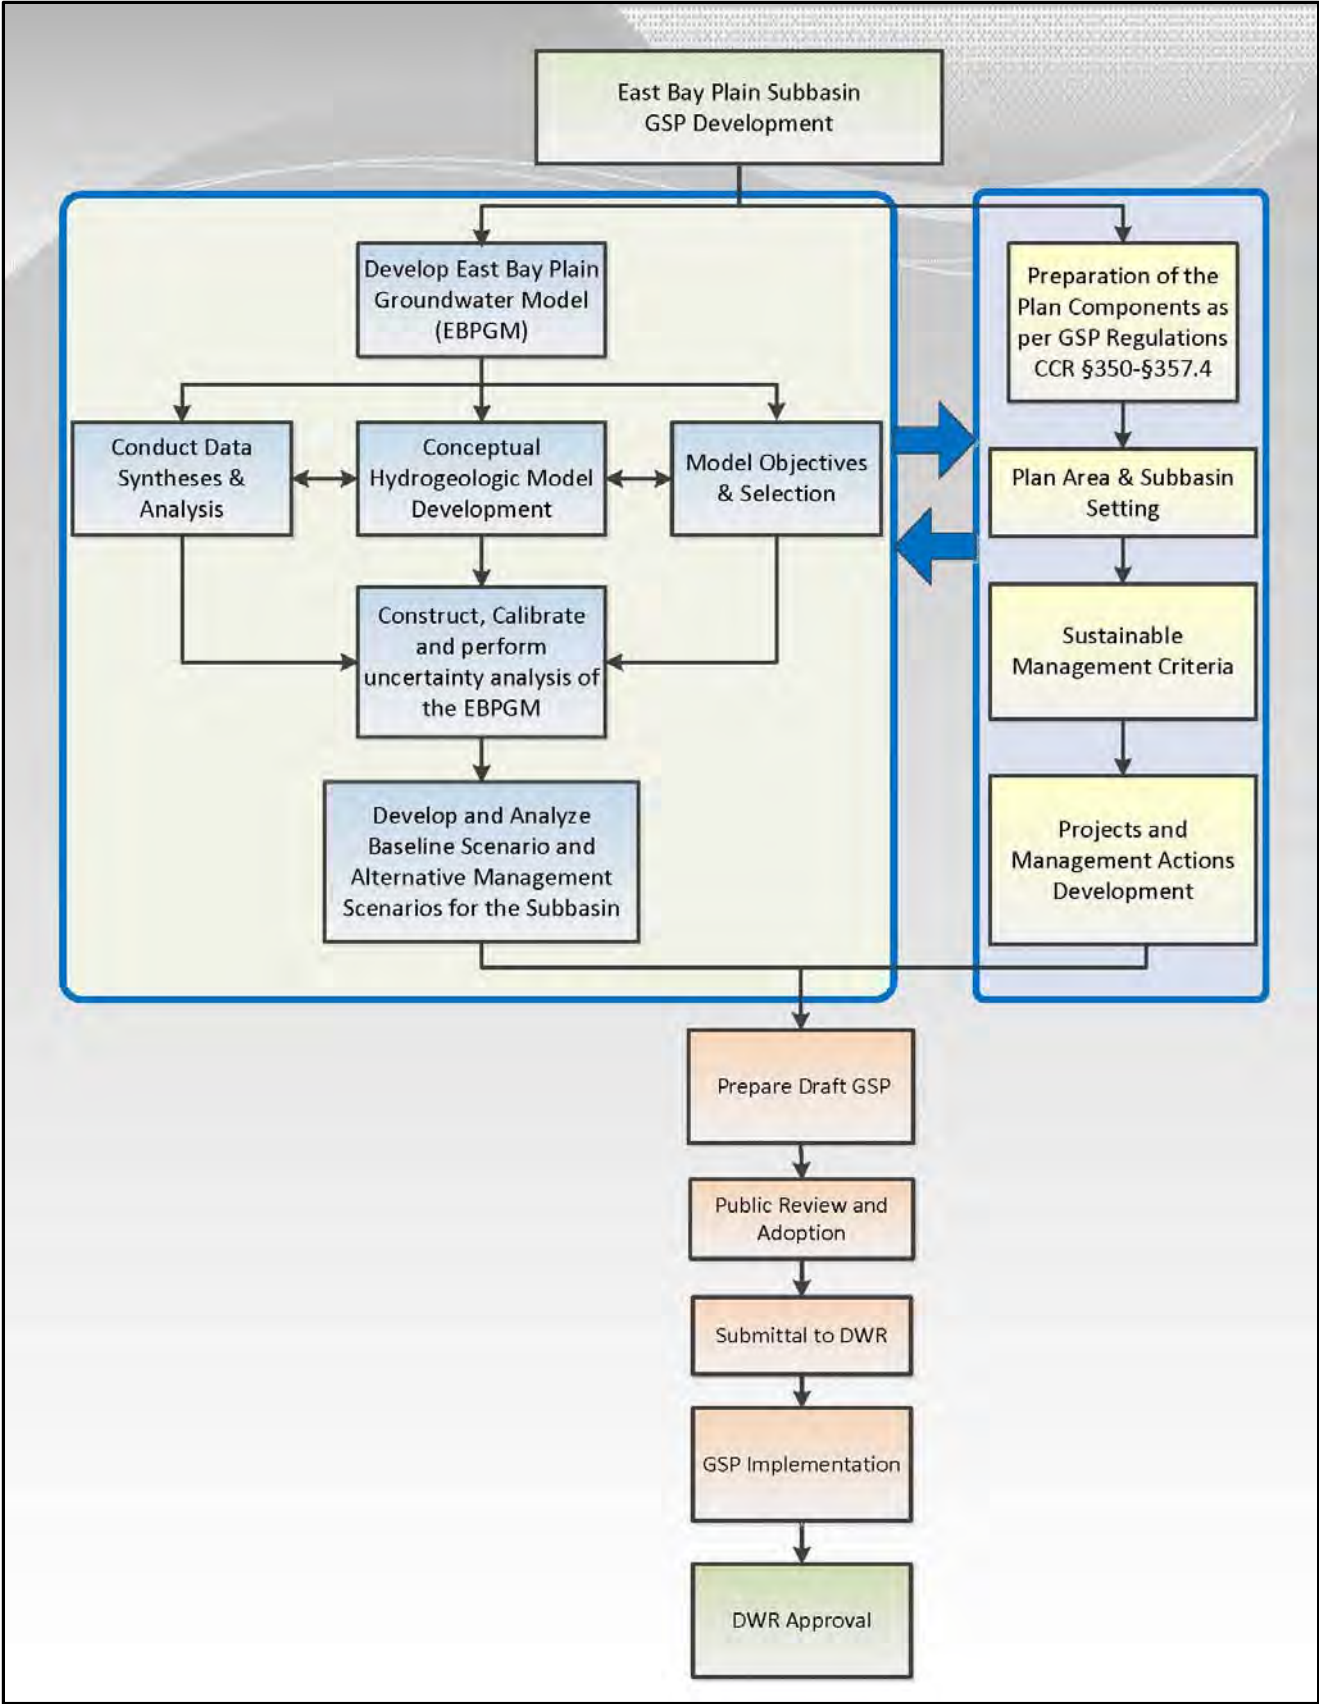 East Bay Plain Subbasin
GSP Development
Develop East Bay Plain
Groundwater Model
(EBPGM)
Conduct Data
Syntheses &
Analysis
Conceptual
Hydrogeologic Model
Development
Model Objectives
& Selection
Construct, Calibrate
and perform
uncertainty analysis of
the EBPGM
Develop and Analyze
Baseline Scenario and
Alternative Management
Scenarios for the Subbasin
Preparation of the
Plan Components as
per GSP Regulations
CCR §350-§357.4
Plan Area & Subbasin
Setting
Sustainable
Management Criteria
Projects and
Management Actions
Development
Prepare Draft GSP
Public Review and
Adoption
Submittal to DWR
GSP Implementation
DWR Approval